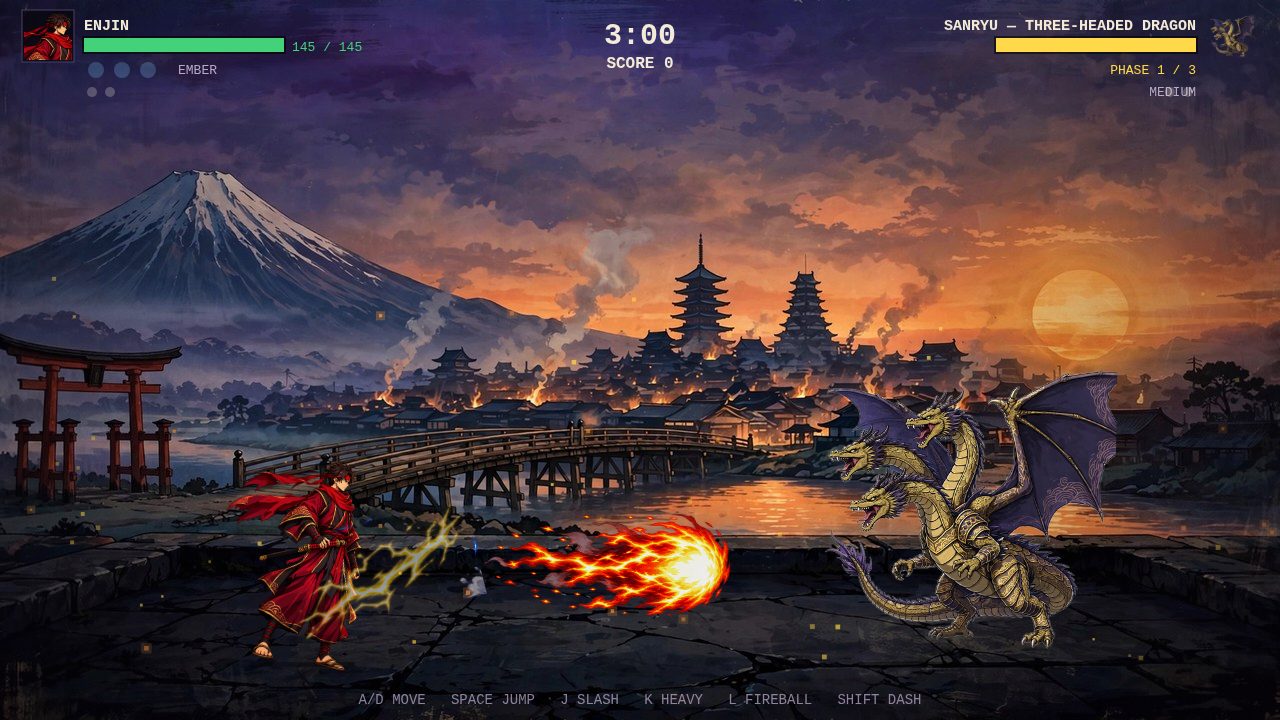 ENJIN
145 / 145
EMBER
3:00
SCORE 0
SANRYU — THREE-HEADED DRAGON
PHASE 1 / 3
MEDIUM
A/D MOVE SPACE JUMP J SLASH K HEAVY L FIREBALL SHIFT DASH